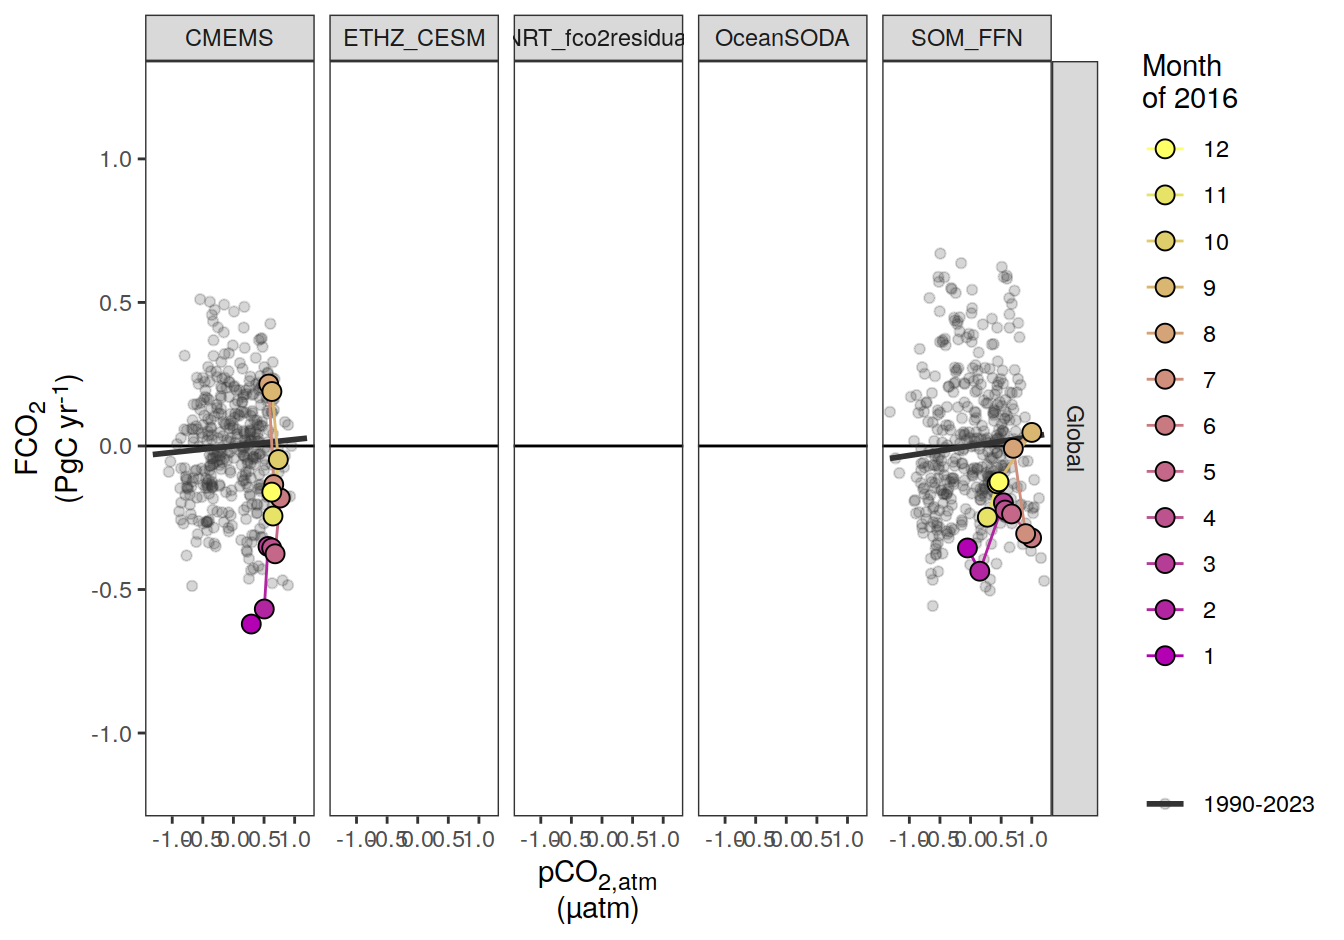 CMEMS
ETHZ_CESM
NRT_fco2residua
OceanSODA
SOM_FFN
Global
FCO2
(PgC yr-1)
1.0
0.5
0.0
-0.5
-1.0
-1.0 -0.5 0.0 0.5 1.0
-1.0 -0.5 0.0 0.5 1.0
-1.0 -0.5 0.0 0.5 1.0
-1.0 -0.5 0.0 0.5 1.0
-1.0 -0.5 0.0 0.5 1.0
pCO2,atm
(µatm)
Month
of 2016
12
11
10
9
8
7
6
5
4
3
2
1
1990-2023